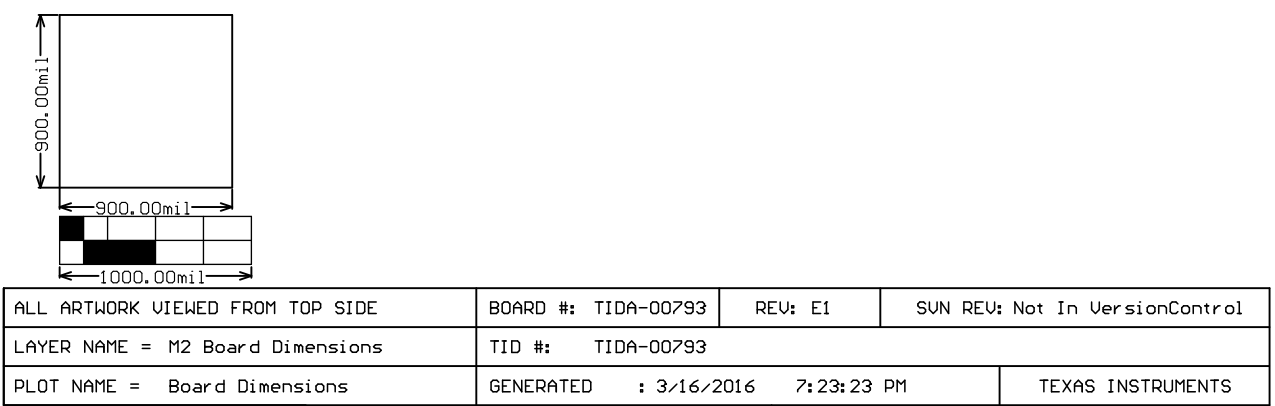 900.00mil
900.00mil
1000.00mil
ALL ARTWORK VIEWED FROM TOP SIDE
BOARD #: TIDA-00793
REV: E1
SVN REV: Not In VersionControl
LAYER NAME = M2 Board Dimensions
TID #: TIDA-00793
PLOT NAME = Board Dimensions
GENERATED : 3/16/2016 7:23:23 PM
TEXAS INSTRUMENTS